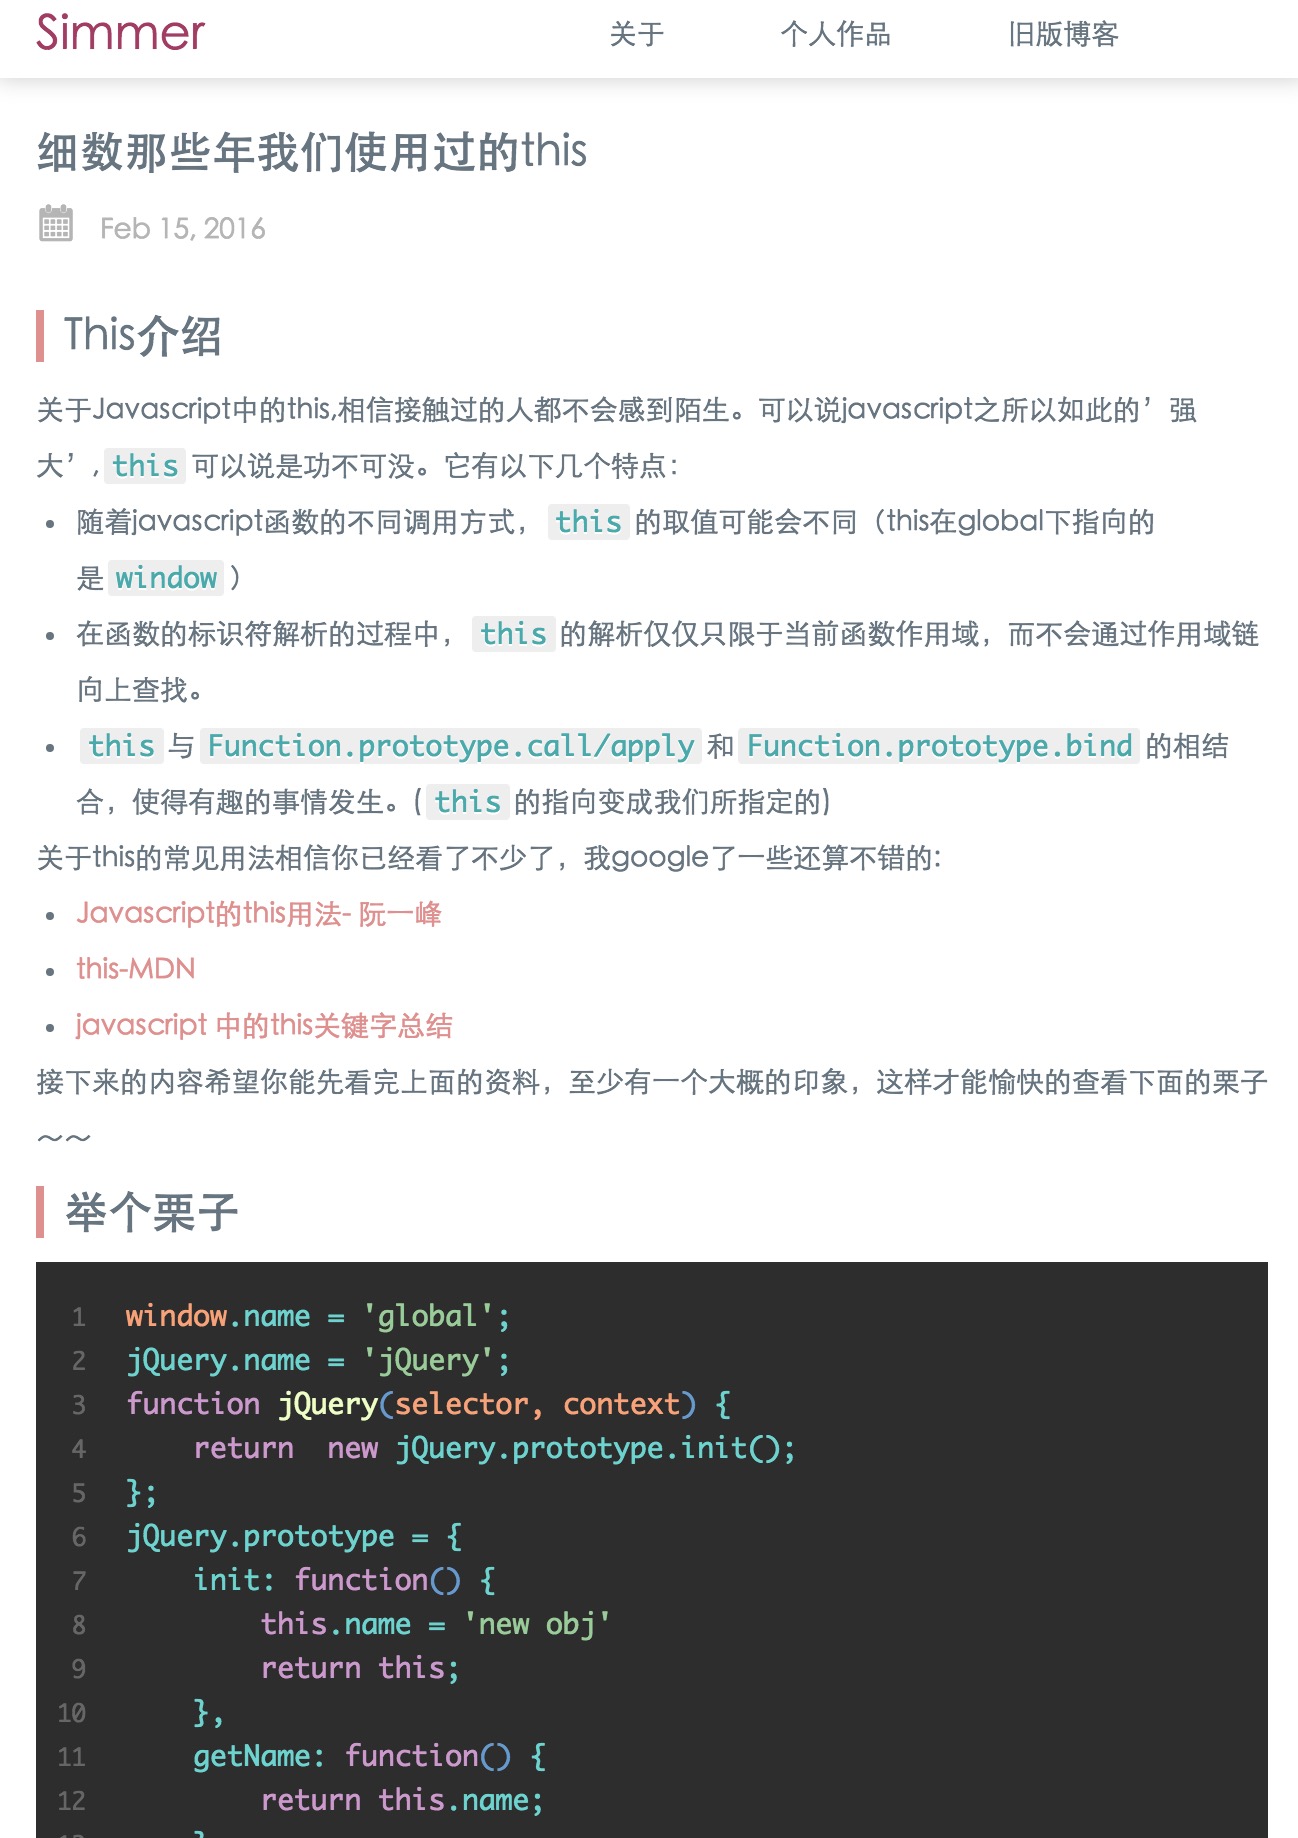 Simmer 关于 个人作品 旧版博客
细数那些年我们使用过的this
Feb 15, 2016
This介绍
关于Javascript中的this,相信接触过的人都不会感到陌生。可以说javascript之所以如此的’强
大’, this 可以说是功不可没。它有以下几个特点：
• 随着javascript函数的不同调用方式， this 的取值可能会不同（this在global下指向的
是 window ）
• 在函数的标识符解析的过程中， this 的解析仅仅只限于当前函数作用域，而不会通过作用域链
向上查找。
• this 与 Function.prototype.call/apply 和 Function.prototype.bind 的相结
合，使得有趣的事情发生。( this 的指向变成我们所指定的)
关于this的常见用法相信你已经看了不少了，我google了一些还算不错的:
• Javascript的this用法- 阮一峰
• this-MDN
• javascript 中的this关键字总结
接下来的内容希望你能先看完上面的资料，至少有一个大概的印象，这样才能愉快的查看下面的栗子
～～
举个栗子
1 window.name = 'global';
2 jQuery.name = 'jQuery';
3 function jQuery(selector, context) {
4     return  new jQuery.prototype.init();
5 };
6 jQuery.prototype = {
7     init: function() {
8         this.name = 'new obj'
9         return this;
10     },
11     getName: function() {
12         return this.name;